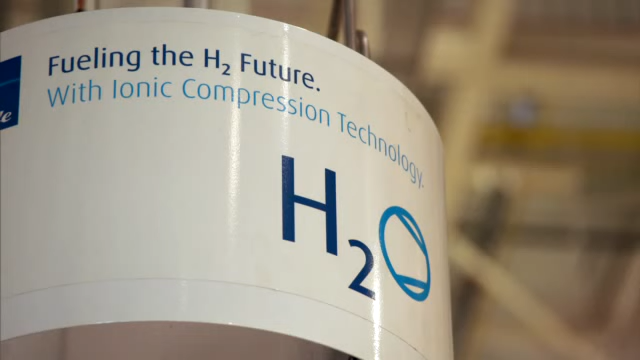 Fueling the H₂ Future.
With Ionic Compression Technology.
H₂